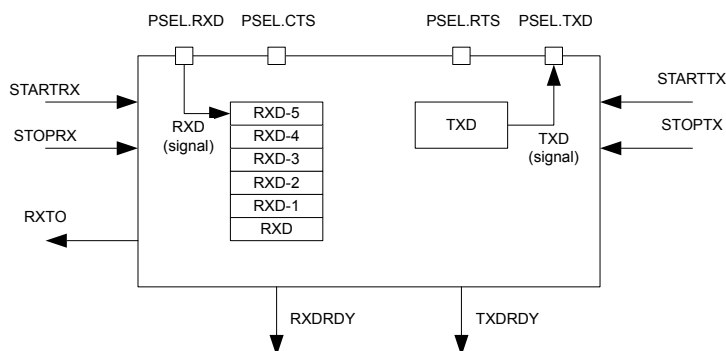 PSEL.RXD PSEL.CTS PSEL.RTS PSEL.TXD
STARTRX
STARTTX
STOPRX
STOPTX
RXTO
RXD
(signal)
RXD-5
RXD-4
RXD-3
RXD-2
RXD-1
RXD
TXD
TXD
(signal)
RXDRDY
TXDRDY